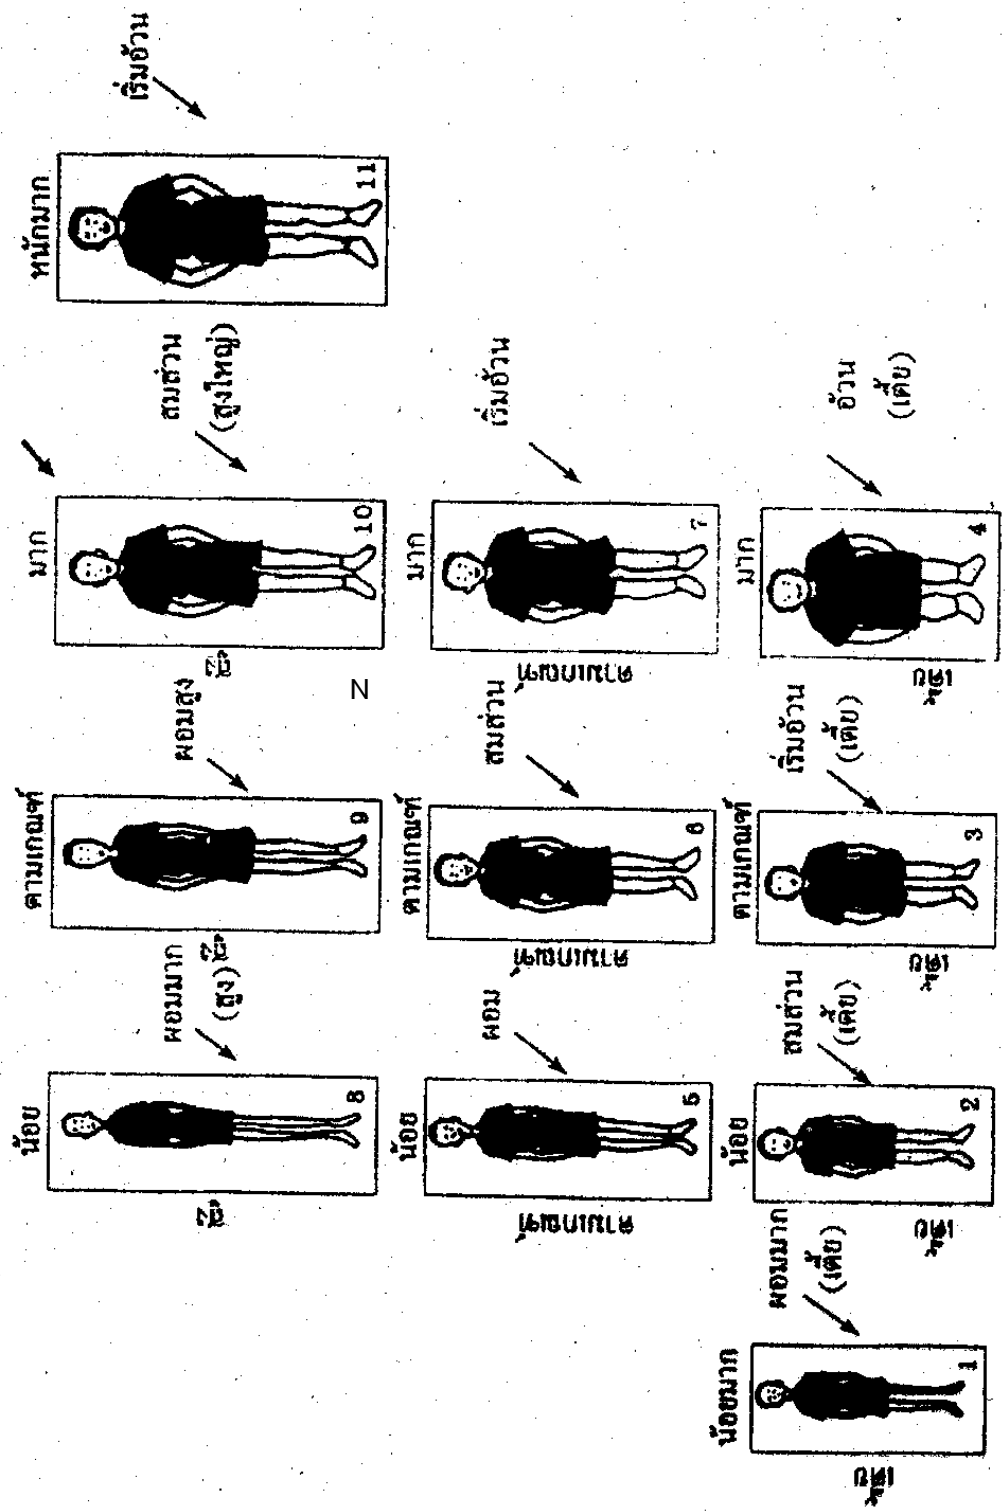 น้อย
ตามเกณฑ์
มาก
หนักมาก
ผอมมาก
(สูง)
ผอมสูง
สมส่วน
(สูงใหญ่)
เริ่มอ้วน
สูง
สูง
สูง
8
9
10
11
N
น้อย
ตามเกณฑ์
มาก
ผอม
สมส่วน
เริ่มอ้วน
ตามเกณฑ์
ตามเกณฑ์
ตามเกณฑ์
5
6
7
น้อยมาก
น้อย
ตามเกณฑ์
มาก
ผอมมาก
(เตี้ย)
สมส่วน
(เตี้ย)
เริ่มอ้วน
(เตี้ย)
อ้วน
(เตี้ย)
เตี้ย
เตี้ย
เตี้ย
เตี้ย
1
2
3
4